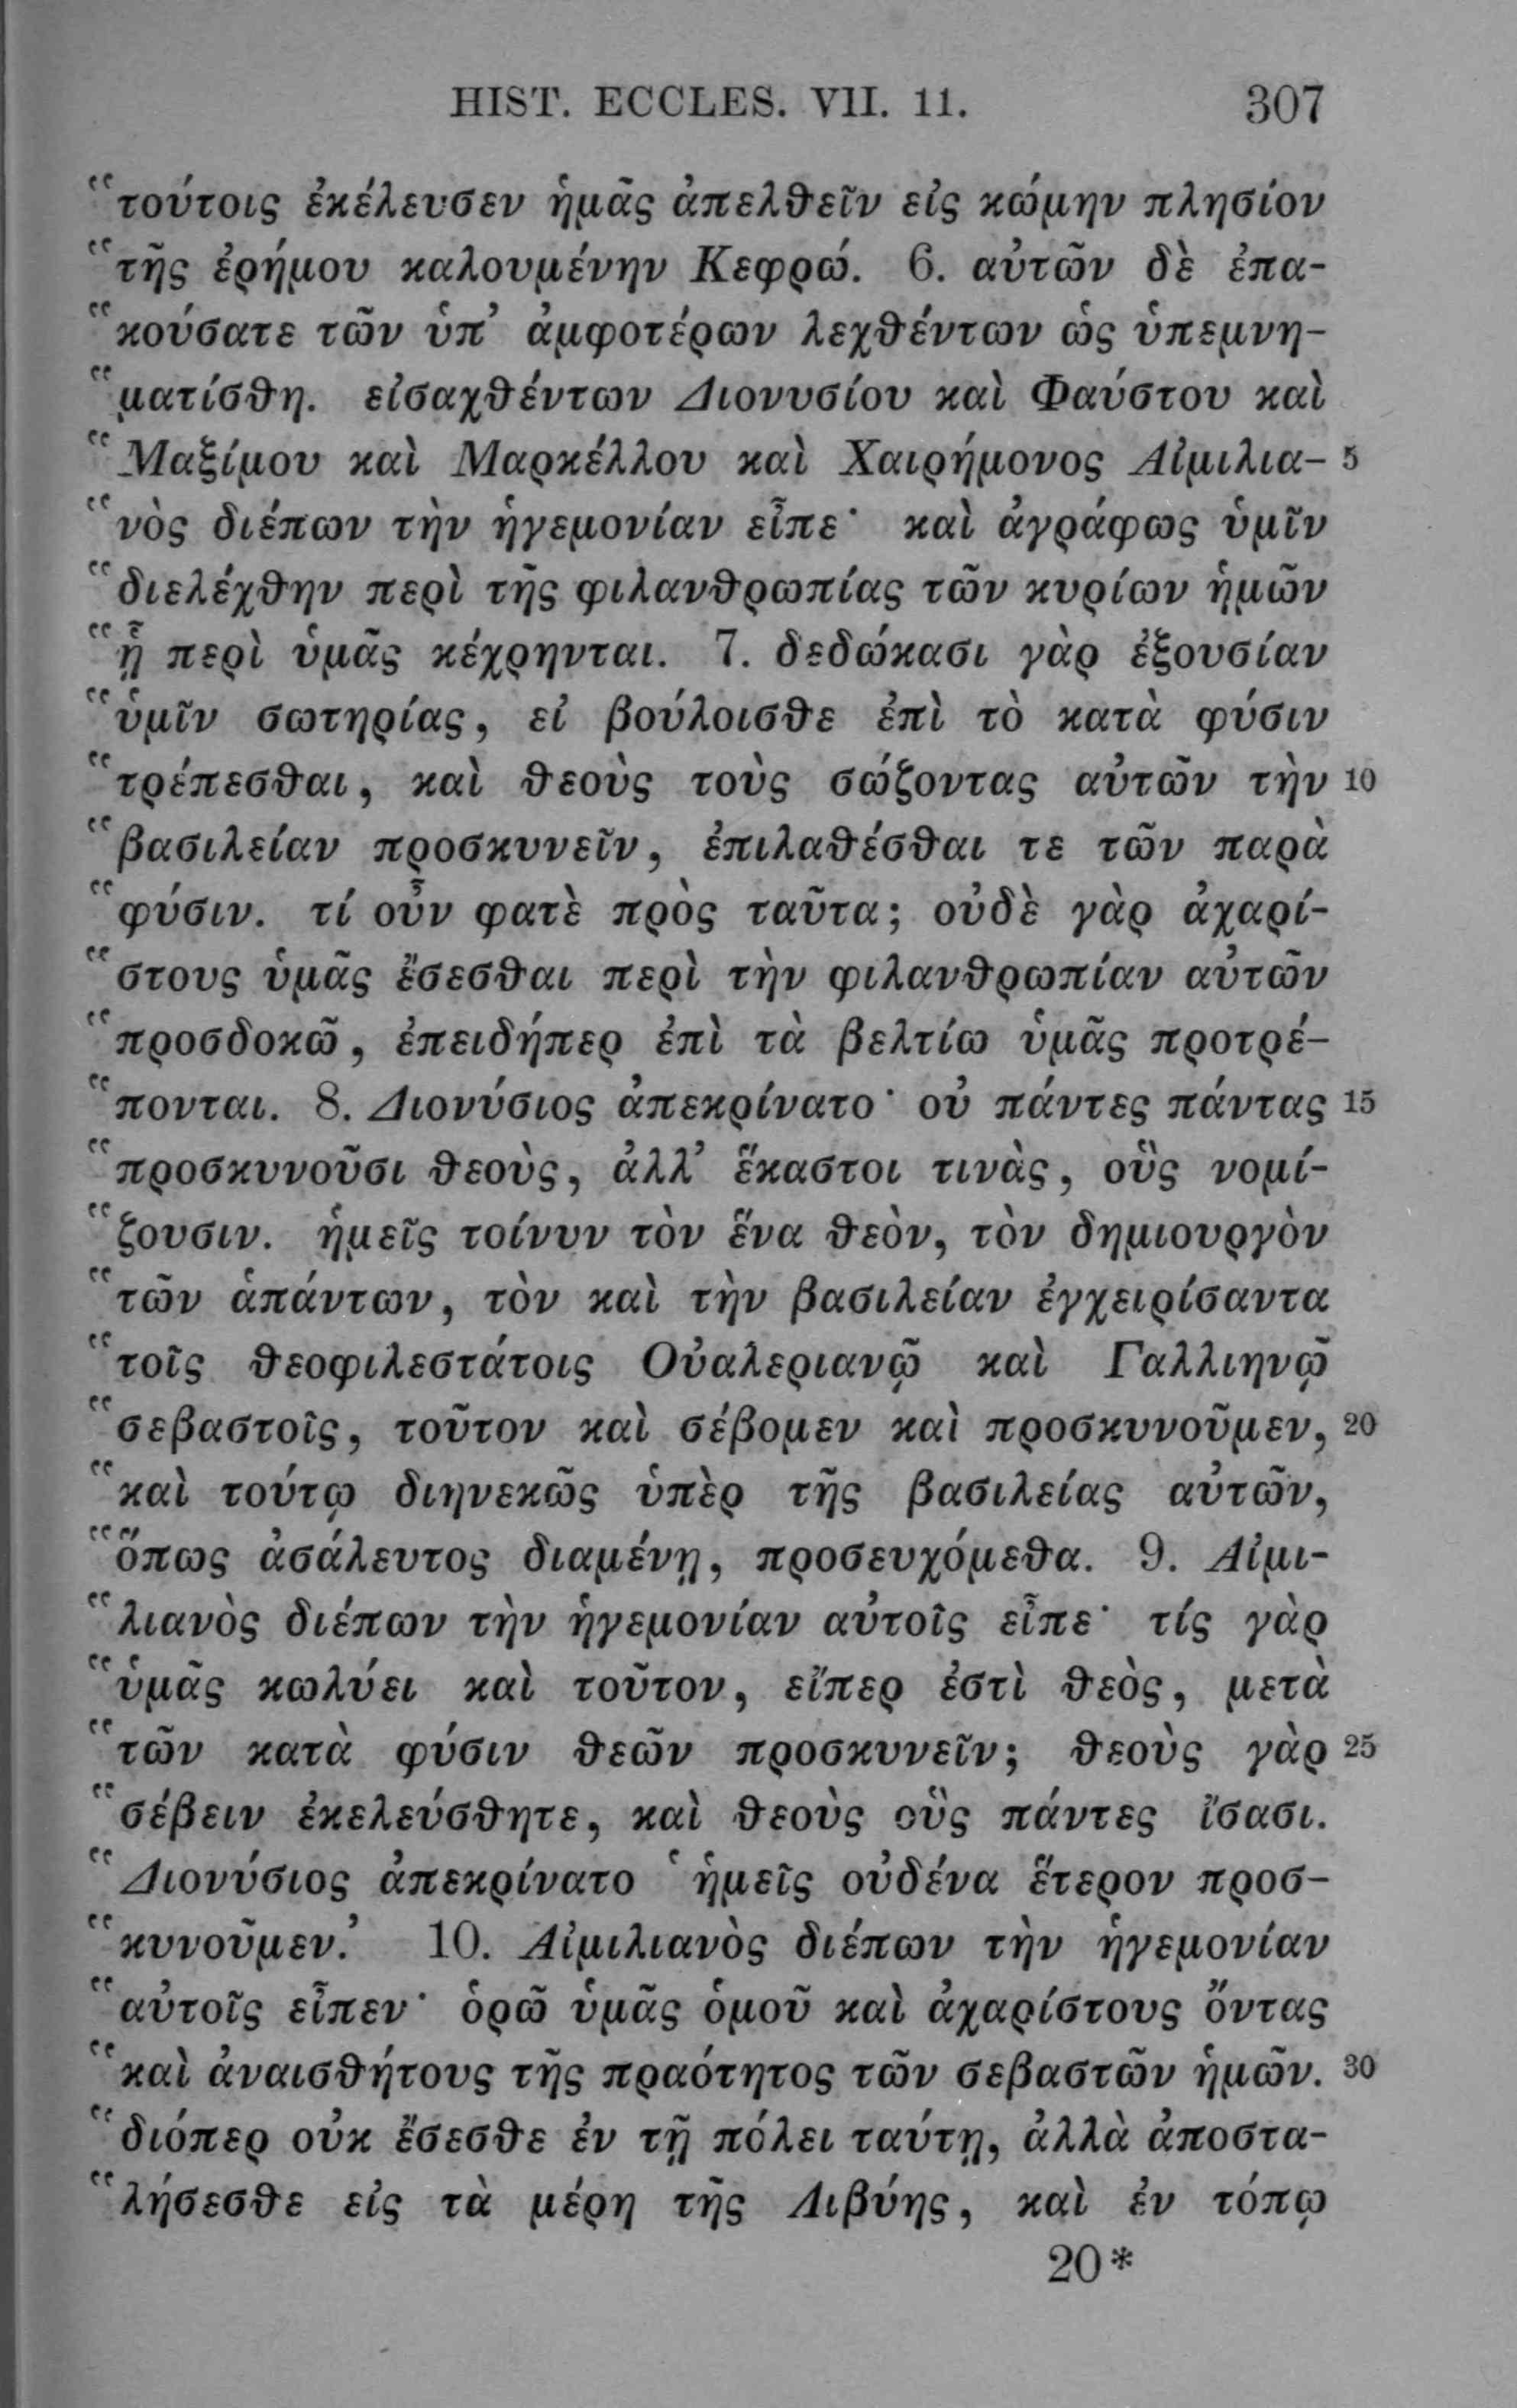 HIST. ECCLES. VII. 11. 307
“τούτοις ἐκέλευσεν ἡμᾶς ἀπελθεῖν εἰς κώμην πλησίον
“τῆς ἐρήμου καλουμένην Κεφρώ. 6. αὐτῶν δὲ ἐπα-
“κούσατε τῶν ὑπ’ ἀμφοτέρων λεχθέντων ὡς ὑπεμνη-
“ματίσθη. εἰσαχθέντων Διονυσίου καὶ Φαύστου καὶ
“Μαξίμου καὶ Μαρκέλλου καὶ Χαιρήμονος Αἰμιλια- 5
“νὸς διέπων τὴν ἡγεμονίαν εἶπε· καὶ ἀγράφως ὑμῖν
“διελέχθην περὶ τῆς φιλανθρωπίας τῶν κυρίων ἡμῶν
“ᾗ περὶ ὑμᾶς κέχρηνται. 7. δεδώκασι γὰρ ἐξουσίαν
“ὑμῖν σωτηρίας, εἰ βούλοισθε ἐπὶ τὸ κατὰ φύσιν
“τρέπεσθαι, καὶ θεοὺς τοὺς σώζοντας αὐτῶν τὴν 10
“βασιλείαν προσκυνεῖν, ἐπιλαθέσθαι τε τῶν παρὰ
“φύσιν. τί οὖν φατὲ πρὸς ταῦτα; οὐδὲ γὰρ ἀχαρί-
“στους ὑμᾶς ἔσεσθαι περὶ τὴν φιλανθρωπίαν αὐτῶν
“προσδοκῶ, ἐπειδήπερ ἐπὶ τὰ βελτίω ὑμᾶς προτρέ-
“πονται. 8. Διονύσιος ἀπεκρίνατο· οὐ πάντες πάντας 15
“προσκυνοῦσι θεοὺς, ἀλλ’ ἕκαστοι τινὰς, οὓς νομί-
“ζουσιν. ἡμεῖς τοίνυν τὸν ἕνα θεὸν, τὸν δημιουργὸν
“τῶν ἁπάντων, τὸν καὶ τὴν βασιλείαν ἐγχειρίσαντα
“τοῖς θεοφιλεστάτοις Οὐαλεριανῷ καὶ Γαλλιηνῷ
“σεβαστοῖς, τοῦτον καὶ σέβομεν καὶ προσκυνοῦμεν, 20
“καὶ τούτῳ διηνεκῶς ὑπὲρ τῆς βασιλείας αὐτῶν,
“ὅπως ἀσάλευτος διαμένῃ, προσευχόμεθα. 9. Αἰμι-
“λιανὸς διέπων τὴν ἡγεμονίαν αὐτοῖς εἶπε· τίς γὰρ
“ὑμᾶς κωλύει καὶ τοῦτον, εἴπερ ἐστὶ θεὸς, μετὰ
“τῶν κατὰ φύσιν θεῶν προσκυνεῖν; θεοὺς γὰρ 25
“σέβειν ἐκελεύσθητε, καὶ θεοὺς οὓς πάντες ἴσασι.
“Διονύσιος ἀπεκρίνατο ‘ἡμεῖς οὐδένα ἕτερον προσ-
“κυνοῦμεν.’ 10. Αἰμιλιανὸς διέπων τὴν ἡγεμονίαν
“αὐτοῖς εἶπεν· ὁρῶ ὑμᾶς ὁμοῦ καὶ ἀχαρίστους ὄντας
“καὶ ἀναισθήτους τῆς πραότητος τῶν σεβαστῶν ἡμῶν. 30
“διόπερ οὐκ ἔσεσθε ἐν τῇ πόλει ταύτῃ, ἀλλὰ ἀποστα-
“λήσεσθε εἰς τὰ μέρη τῆς Λιβύης, καὶ ἐν τόπῳ
20*